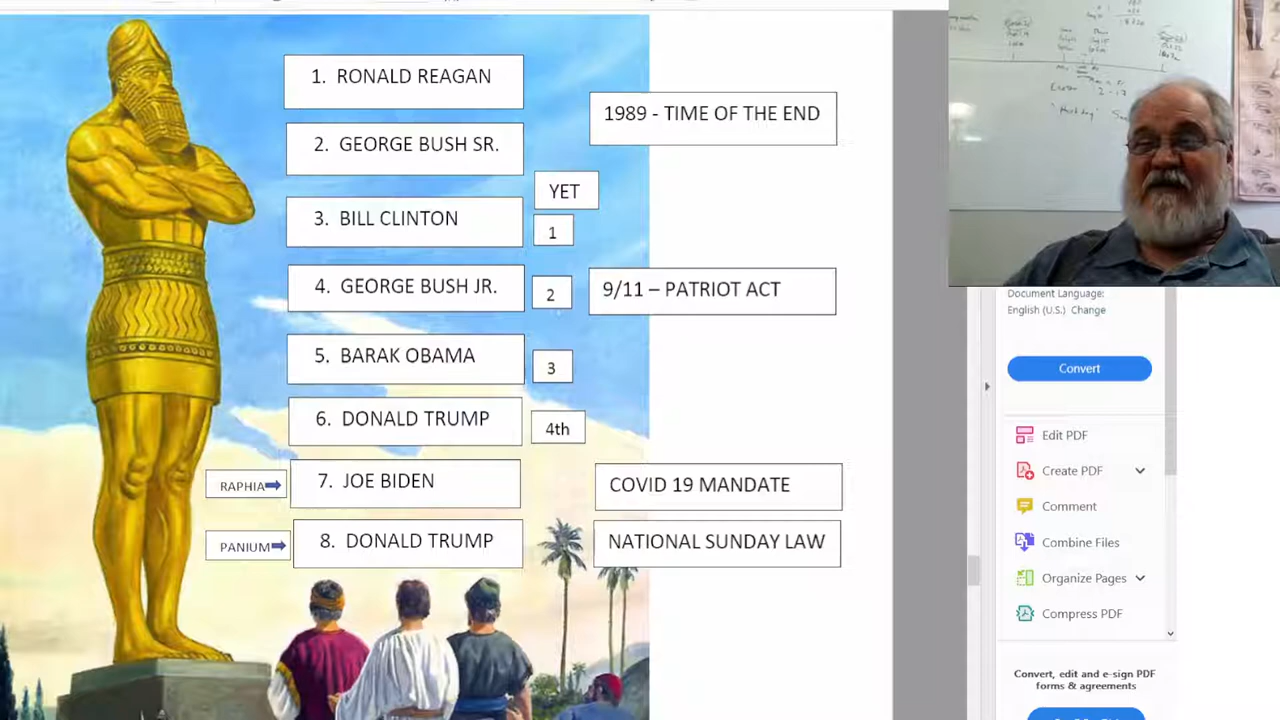 1. RONALD REAGAN
1989 - TIME OF THE END
2. GEORGE BUSH SR.
YET
3. BILL CLINTON
1
4. GEORGE BUSH JR.
2
9/11 – PATRIOT ACT
5. BARAK OBAMA
3
6. DONALD TRUMP
4th
RAPHIA
7. JOE BIDEN
COVID 19 MANDATE
PANIUM
8. DONALD TRUMP
NATIONAL SUNDAY LAW
Document Language:
English (U.S.) Change
Convert
Edit PDF
Create PDF
Comment
Combine Files
Organize Pages
Compress PDF
Convert, edit and e-sign PDF
forms & agreements